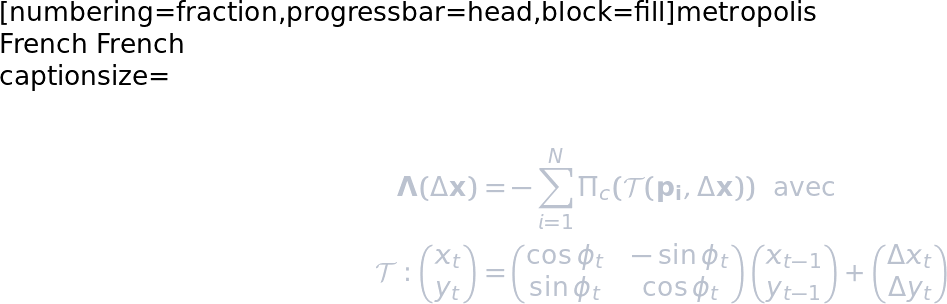 [numbering=fraction,progressbar=head,block=fill]metropolis
French French
captionsize=
Λ(Δx) = − ∑_{i=1}^{N} Π_c(𝒯(p_i, Δx)) avec
𝒯 : (x_t y_t) = (cos ϕ_t − sin ϕ_t sin ϕ_t cos ϕ_t) (x_{t−1} y_{t−1}) + (Δx_t Δy_t)